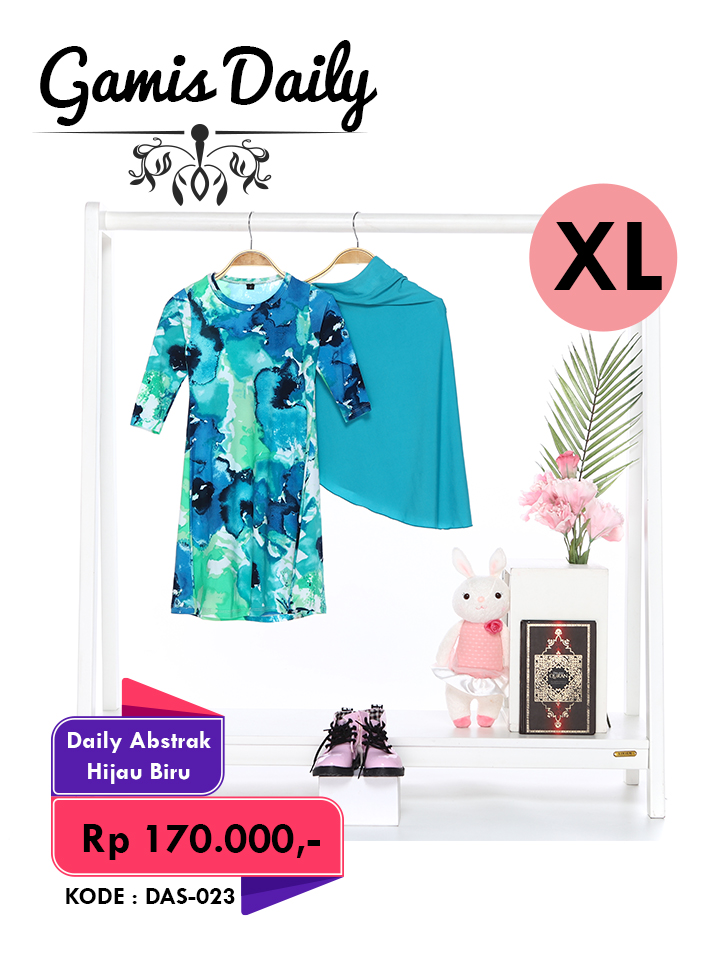 Gamis Daily
XL
Daily Abstrak
Hijau Biru
Rp 170.000,-
KODE : DAS-023